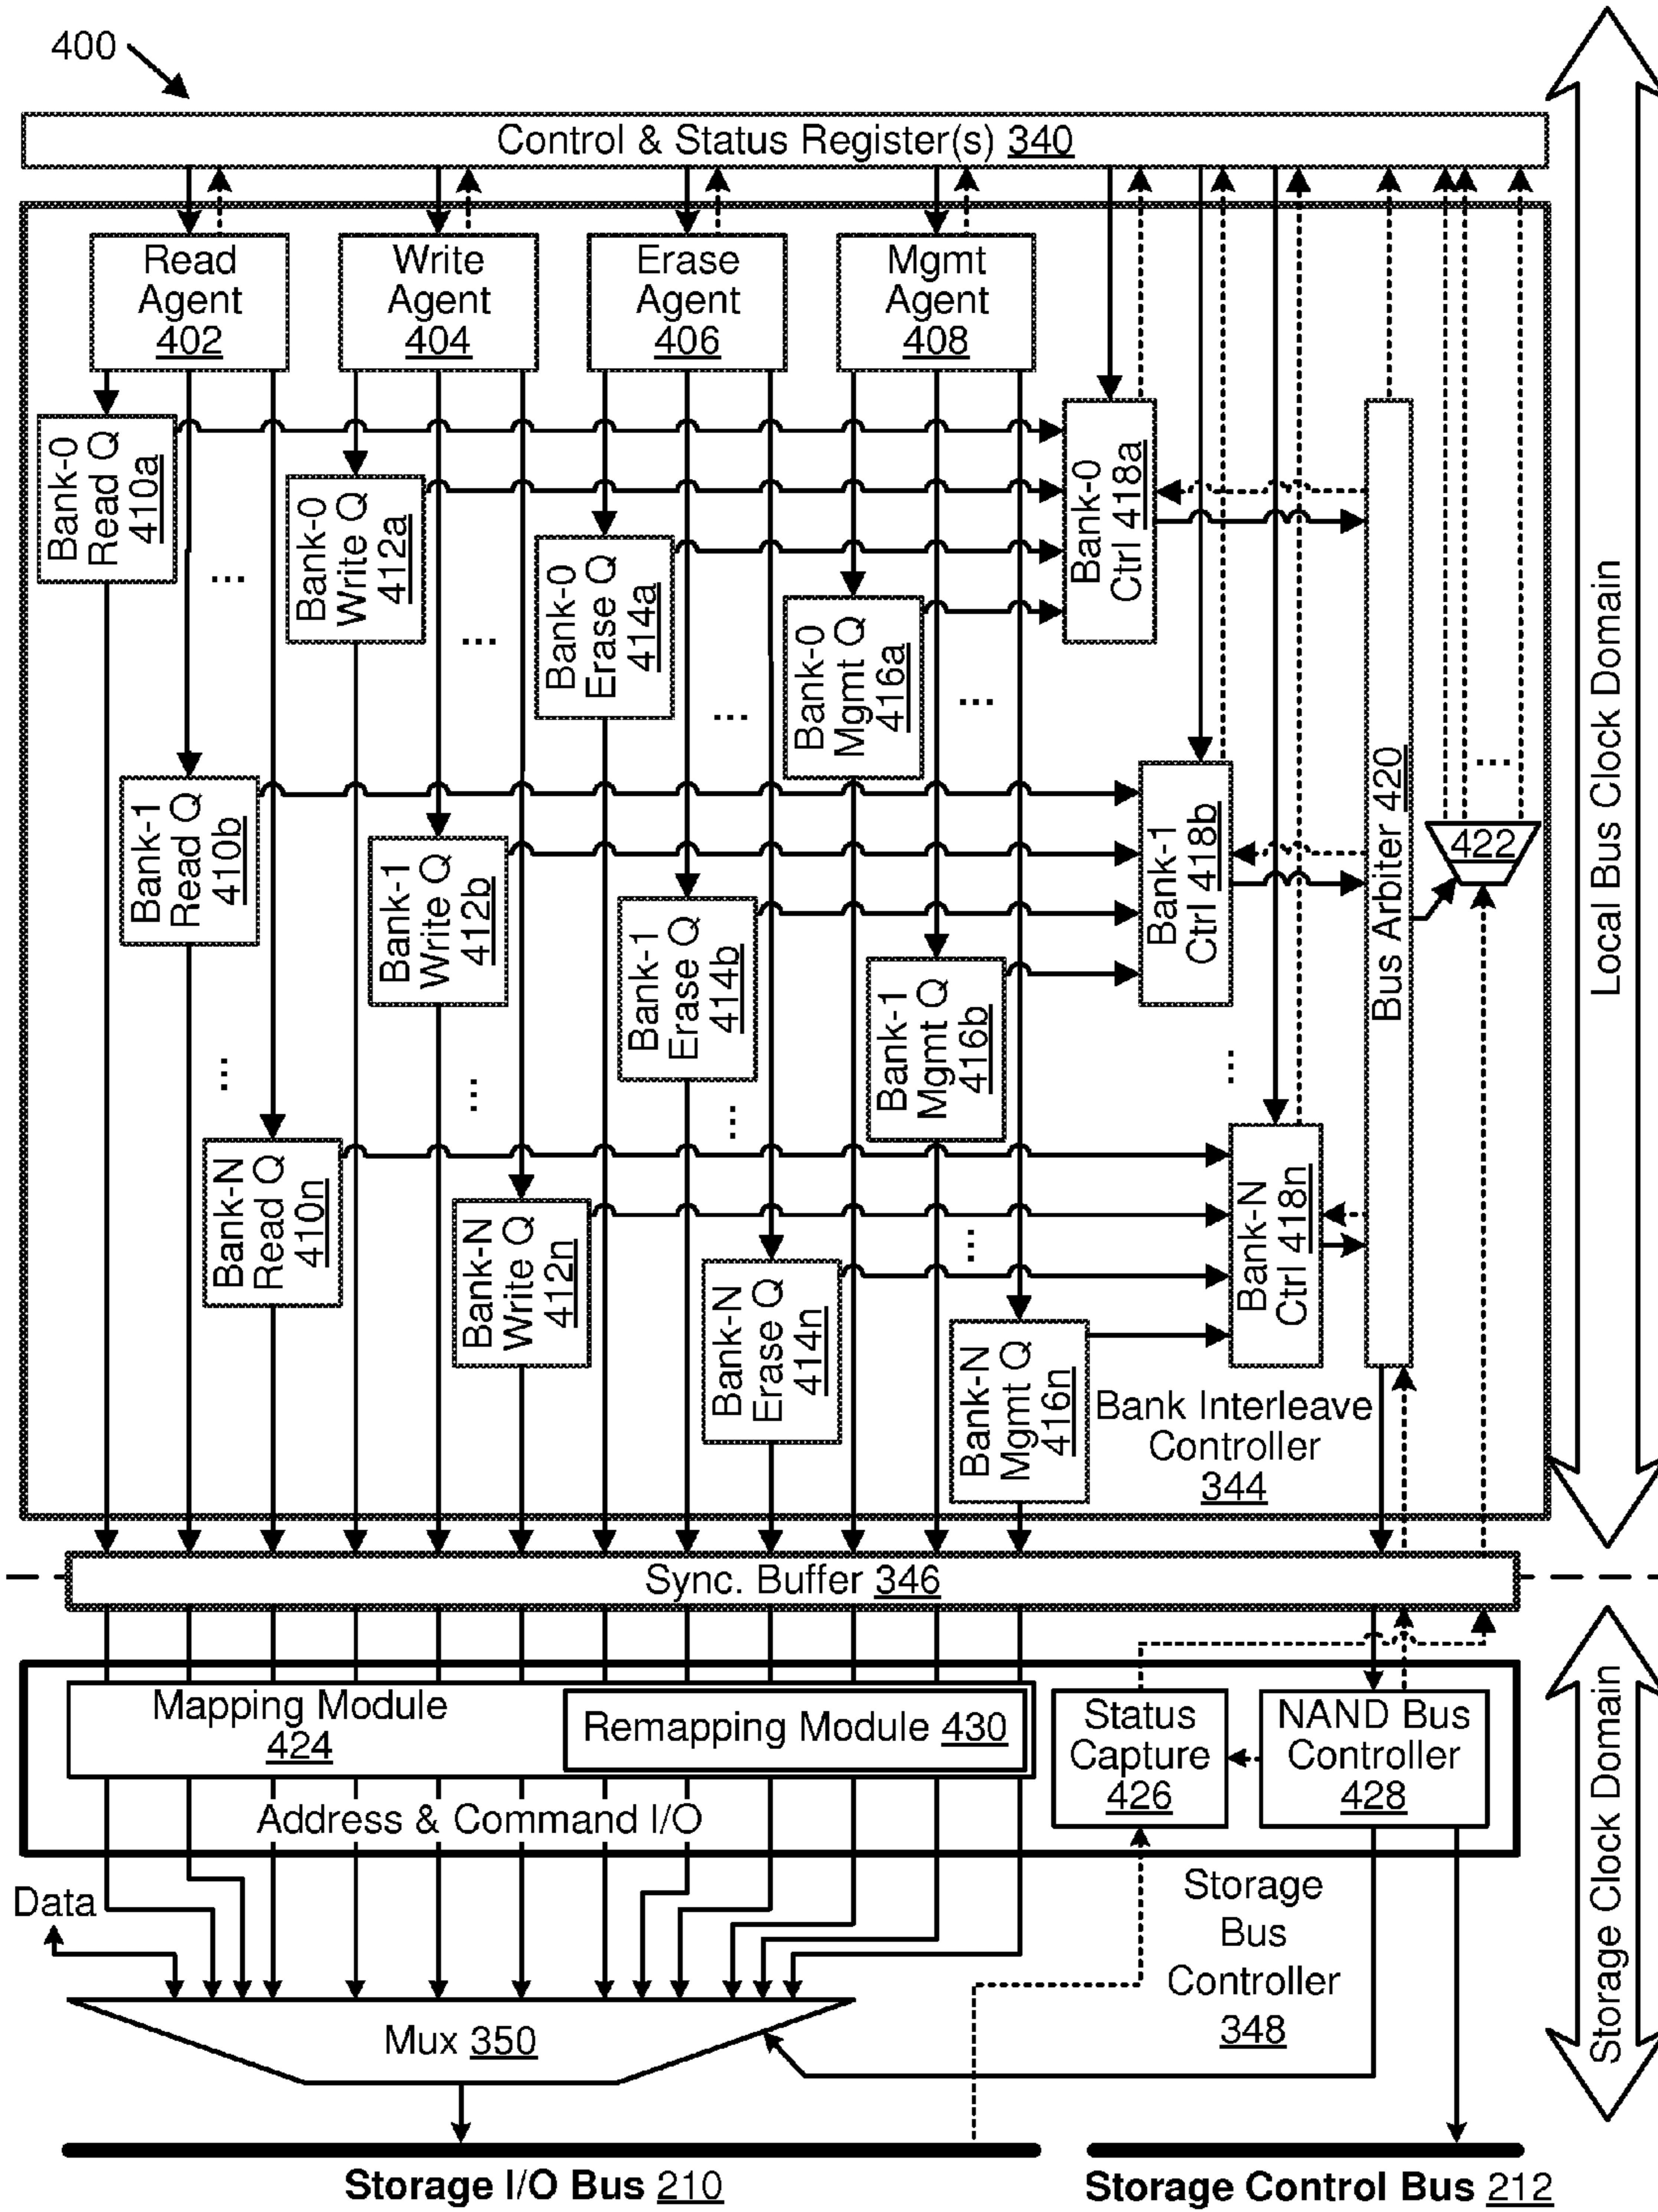 400
Control & Status Register(s) 340
Read
Agent
402
Write
Agent
404
Erase
Agent
406
Mgmt
Agent
408
Bank-0
Read Q
410a
Bank-0
Write Q
412a
Bank-0
Erase Q
414a
Bank-0
Mgmt Q
416a
Bank-0
Ctrl 418a
...
...
...
...
Bank-1
Read Q
410b
Bank-1
Write Q
412b
Bank-1
Erase Q
414b
Bank-1
Mgmt Q
416b
Bank-1
Ctrl 418b
Bus Arbiter 420
...
422
...
...
...
...
...
Bank-N
Read Q
410n
Bank-N
Write Q
412n
Bank-N
Erase Q
414n
Bank-N
Mgmt Q
416n
Bank-N
Ctrl 418n
Bank Interleave
Controller
344
Local Bus Clock Domain
Sync. Buffer 346
Mapping Module
424
Remapping Module 430
Status
Capture
426
NAND Bus
Controller
428
Address & Command I/O
Storage Clock Domain
Data
Storage
Bus
Controller
348
Mux 350
Storage I/O Bus 210
Storage Control Bus 212